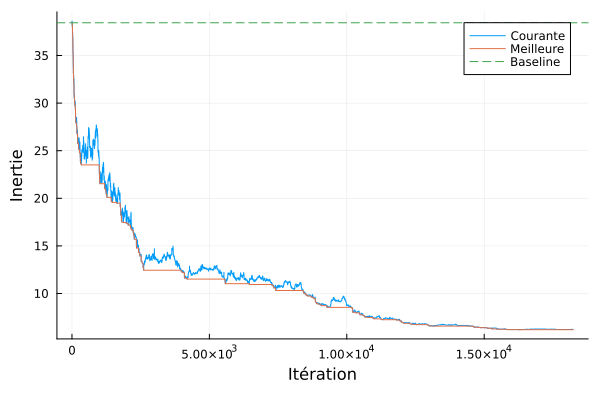 Courante
Meilleure
Baseline
35
30
25
20
15
10
Inertie
0
5.00×10³
1.00×10⁴
1.50×10⁴
Itération